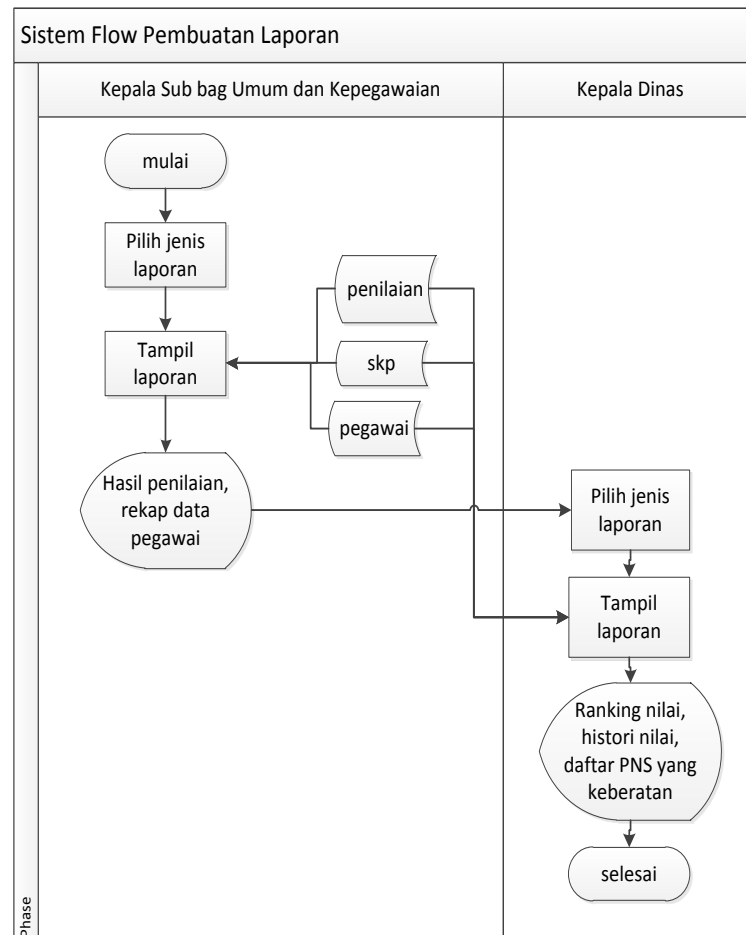 Sistem Flow Pembuatan Laporan
Kepala Sub bag Umum dan Kepegawaian
Kepala Dinas
mulai
Pilih jenis
laporan
penilaian
Tampil
laporan
skp
pegawai
Hasil penilaian,
rekap data
pegawai
Pilih jenis
laporan
Tampil
laporan
Ranking nilai,
histori nilai,
daftar PNS yang
keberatan
selesai
Phase